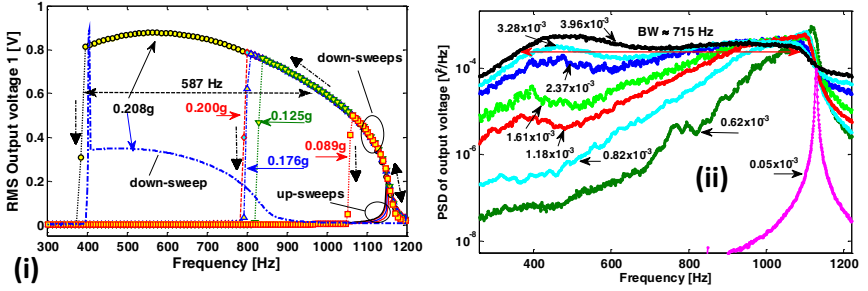 RMS Output voltage 1 [V]
1
0.8
0.6
0.4
0.2
0
300 400 500 600 700 800 900 1000 1100 1200
Frequency [Hz]
587 Hz
0.208g
0.200g
0.176g
0.125g
0.089g
down-sweeps
down-sweep
up-sweeps
(i)
PSD of output voltage [V²/Hz]
10⁻²
10⁻⁴
10⁻⁶
10⁻⁸
400 600 800 1000 1200
Frequency [Hz]
3.28x10⁻³
3.96x10⁻³
BW ≈ 715 Hz
2.37x10⁻³
1.61x10⁻³
1.18x10⁻³
0.82x10⁻³
0.62x10⁻³
0.05x10⁻³
(ii)